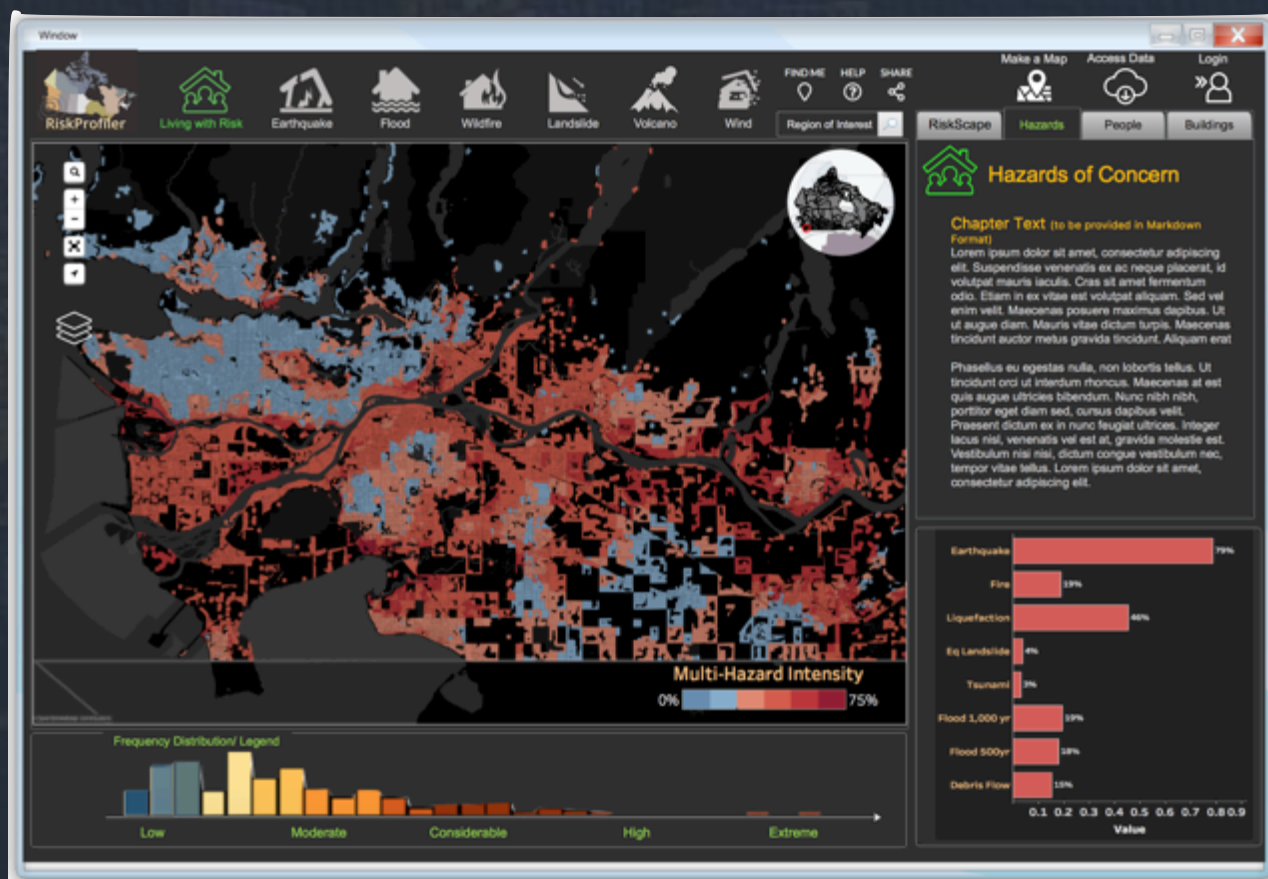 Window
RiskProfiler
Living with Risk
Earthquake
Flood
Wildfire
Landslide
Volcano
Wind
FIND ME
HELP
SHARE
Region of Interest
Make a Map
Access Data
Login
RiskScape
Hazards
People
Buildings
Hazards of Concern
Chapter Text (to be provided in Markdown
Format)
Lorem ipsum dolor sit amet, consectetur adipiscing
elit. Suspendisse venenatis ex ac neque placerat, id
volutpat mauris iaculis. Cras sit amet fermentum
odio. Etiam in ex vitae est volutpat aliquam. Sed vel
enim velit. Maecenas posuere maximus dapibus. Ut
ut augue diam. Mauris vitae dictum turpis. Maecenas
tincidunt auctor metus gravida tincidunt. Aliquam erat
Phasellus eu egestas nulla, non lobortis tellus. Ut
tincidunt orci ut interdum rhoncus. Maecenas at est
quis augue ultricies bibendum. Nunc nibh nibh,
porttitor eget diam sed, cursus dapibus velit.
Praesent dictum ex in nunc feugiat ultrices. Integer
lacus nisl, venenatis vel est at, gravida molestie est.
Vestibulum nisi nisi, dictum congue vestibulum nec,
tempor vitae tellus. Lorem ipsum dolor sit amet,
consectetur adipiscing elit.
Multi-Hazard Intensity
0% 75%
Frequency Distribution/ Legend
Low
Moderate
Considerable
High
Extreme
Earthquake 79%
Fire 19%
Liquefaction 46%
Eq Landslide 4%
Tsunami 3%
Flood 1,000 yr 19%
Flood 500yr 18%
Debris Flow 15%
0.1 0.2 0.3 0.4 0.5 0.6 0.7 0.8 0.9
Value